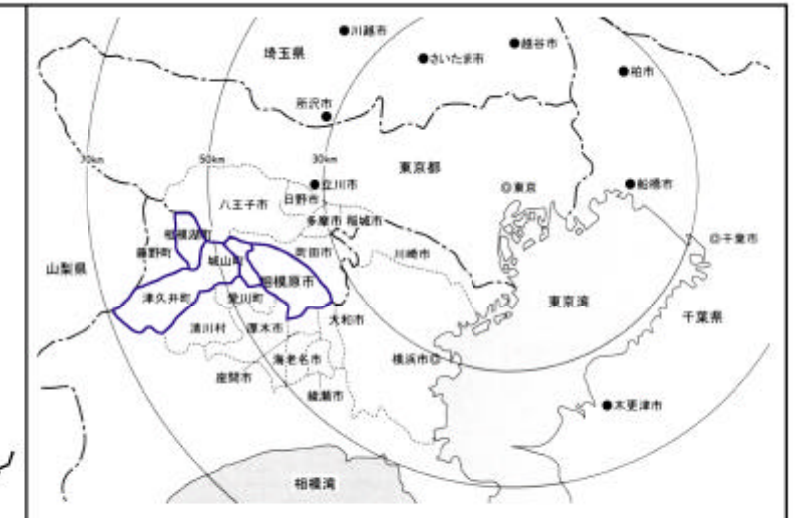 川越市
越谷市
埼玉県
さいたま市
柏市
所沢市
70km
50km
30km
東京都
立川市
東京
船橋市
日野市
八王子市
多摩市
稲城市
相模湖町
千葉市
藤野町
城山町
町田市
川崎市
山梨県
相模原市
津久井町
愛川町
東京湾
千葉県
大和市
清川村
厚木市
海老名市
横浜市
座間市
綾瀬市
木更津市
相模湾